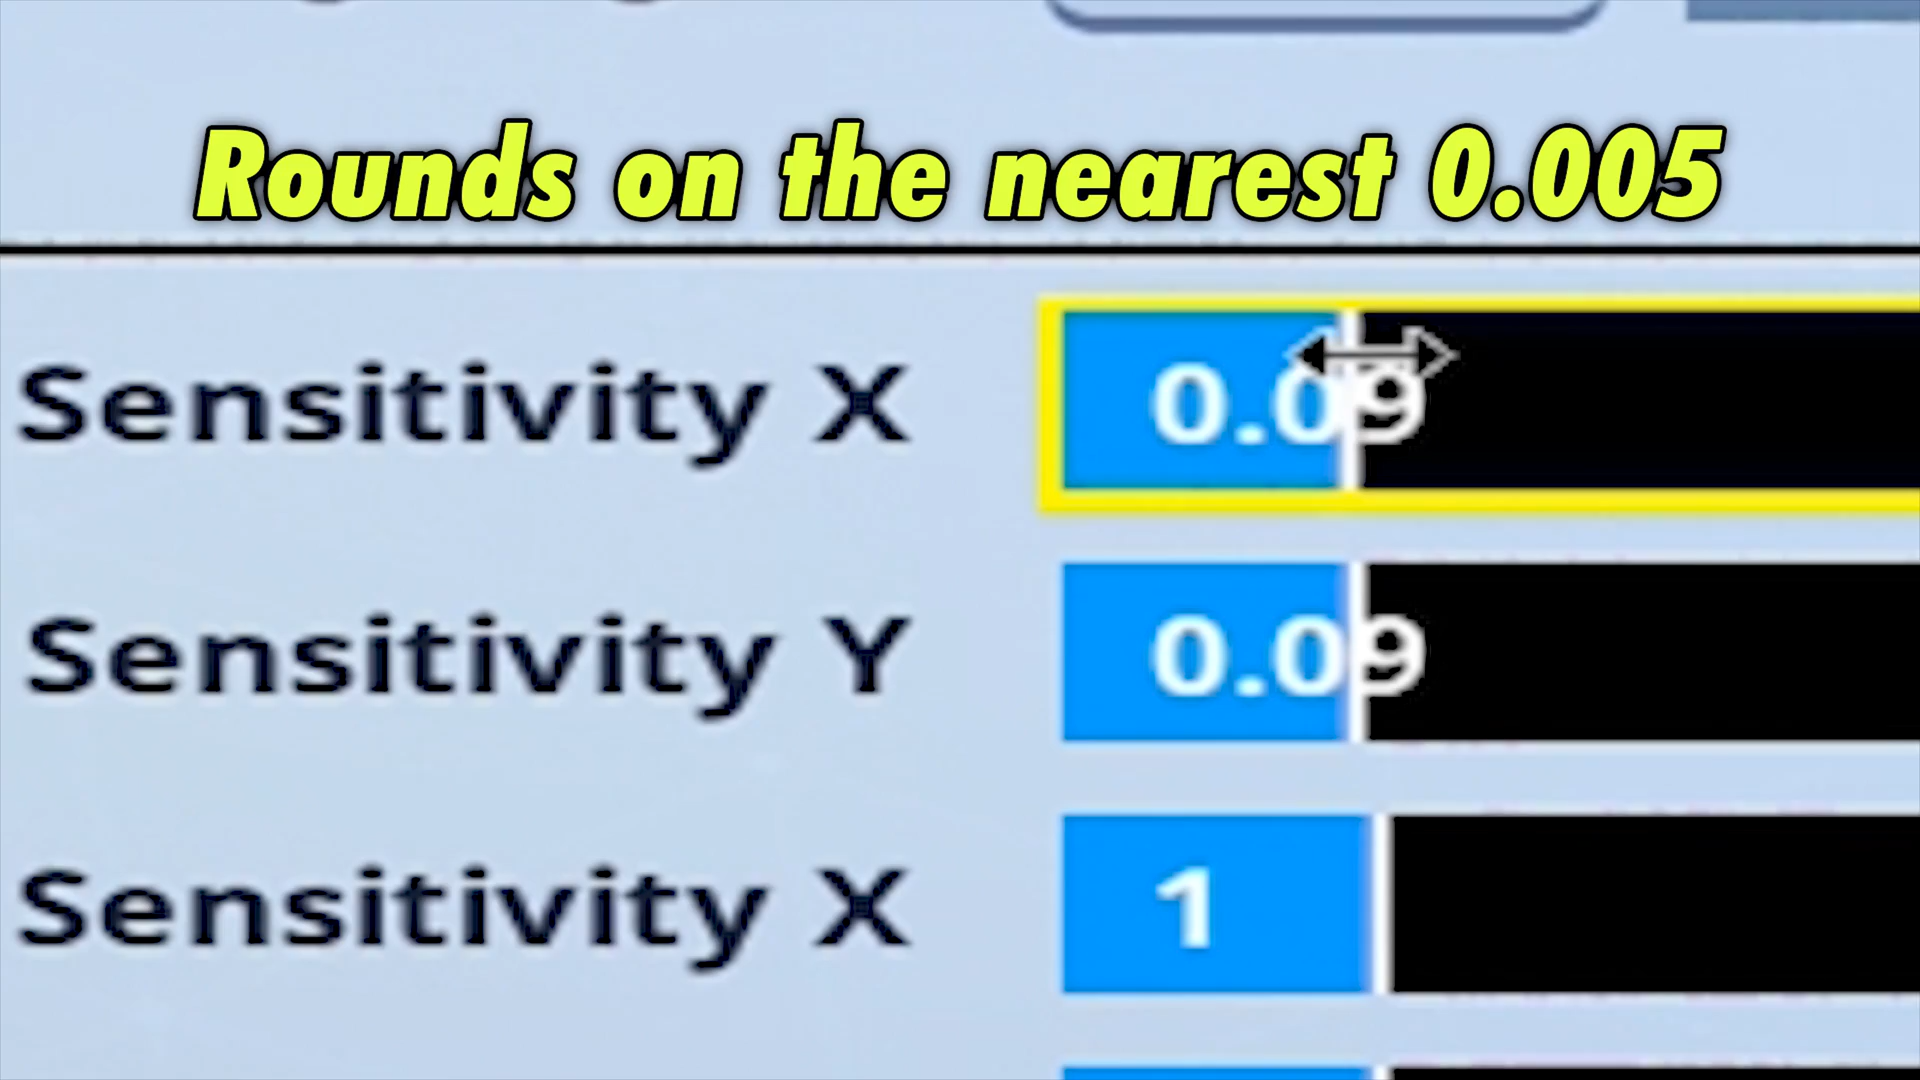 Rounds on the nearest 0.005
Sensitivity X 0.09
Sensitivity Y 0.09
Sensitivity X 1